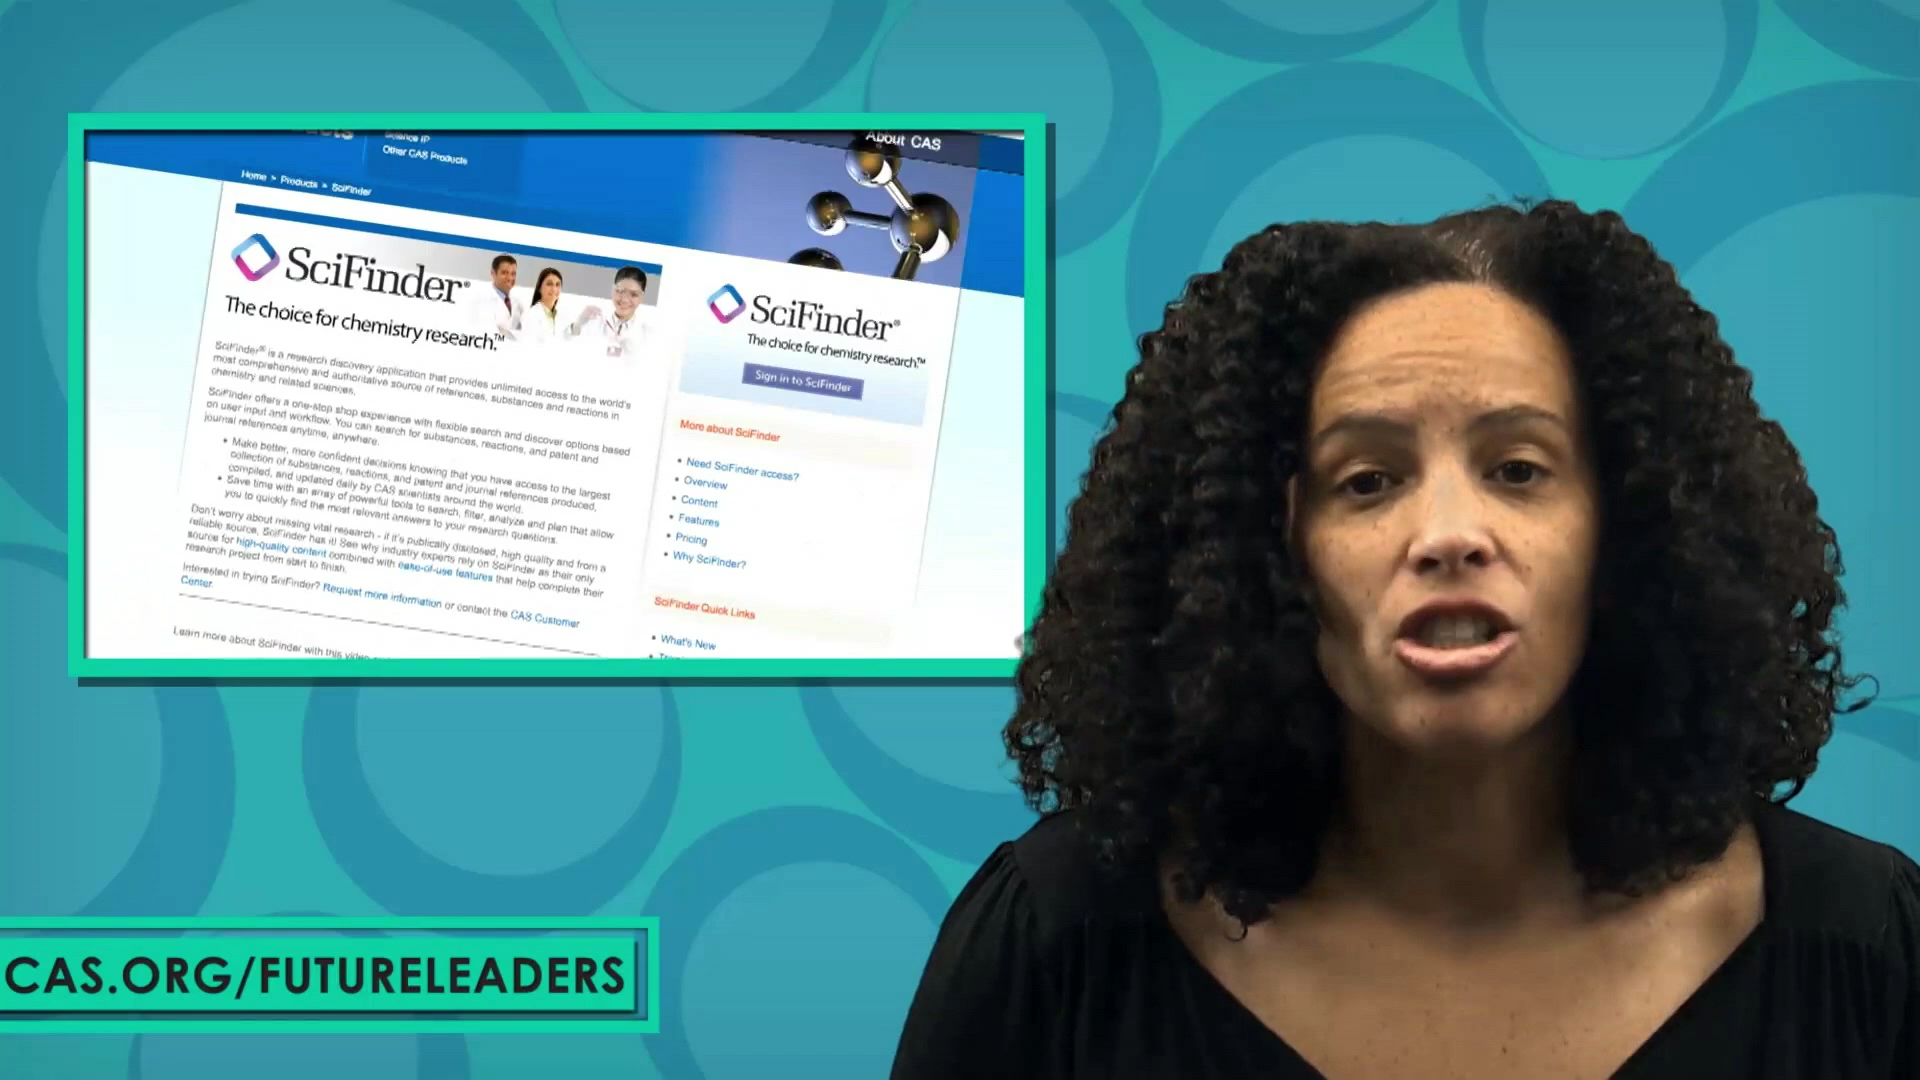 Science IP
Other CAS Products
About CAS
Home > Products > SciFinder
SciFinder®
The choice for chemistry research.™
SciFinder® is a research discovery application that provides unlimited access to the world's
most comprehensive and authoritative source of references, substances and reactions in
chemistry and related sciences.
SciFinder offers a one-stop shop experience with flexible search and discover options based
on user input and workflow. You can search for substances, reactions, and patent and
journal references anytime, anywhere.
• Make better, more confident decisions knowing that you have access to the largest
collection of substances, reactions, and patent and journal references produced,
compiled, and updated daily by CAS scientists around the world.
• Save time with an array of powerful tools to search, filter, analyze and plan that allow
you to quickly find the most relevant answers to your research questions.
Don't worry about missing vital research - if it's publically disclosed, high quality and from a
reliable source, SciFinder has it! See why industry experts rely on SciFinder as their only
source for high-quality content combined with ease-of-use features that help complete their
research project from start to finish.
Interested in trying SciFinder? Request more information or contact the CAS Customer
Center.
Learn more about SciFinder with this video
SciFinder®
The choice for chemistry research™
Sign in to SciFinder
More about SciFinder
• Need SciFinder access?
• Overview
• Content
• Features
• Pricing
• Why SciFinder?
SciFinder Quick Links
• What's New
CAS.ORG/FUTURELEADERS